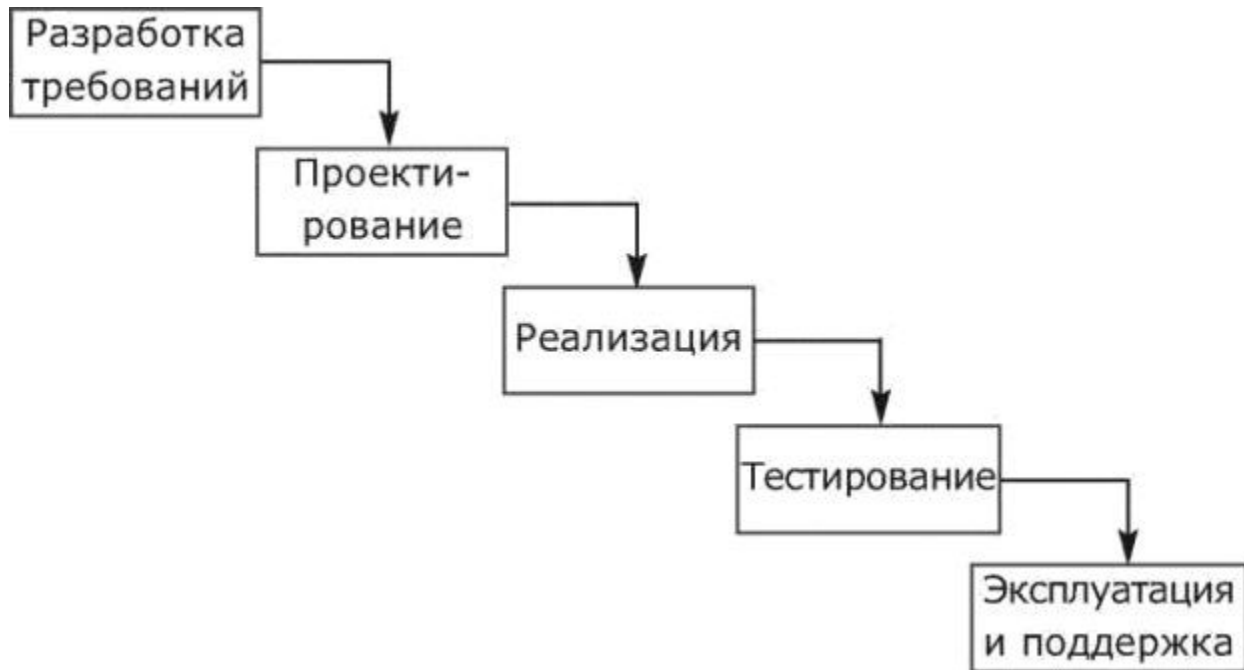 Разработка
требований
Проекти-
рование
Реализация
Тестирование
Эксплуатация
и поддержка